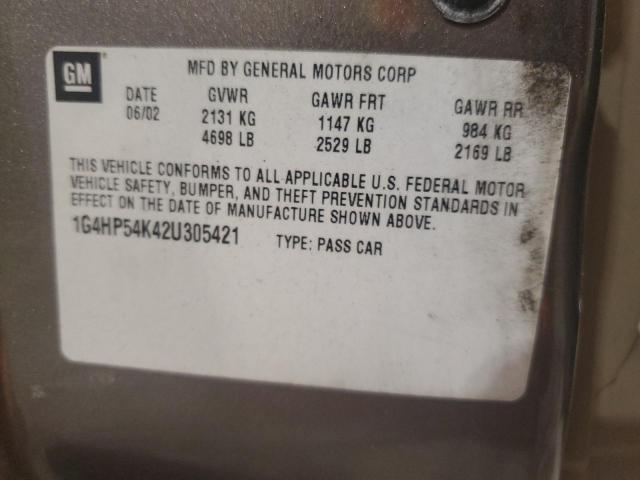 GM
MFD BY GENERAL MOTORS CORP
DATE GVWR GAWR FRT GAWR RR
06/02 2131 KG 1147 KG 984 KG
4698 LB 2529 LB 2169 LB
THIS VEHICLE CONFORMS TO ALL APPLICABLE U.S. FEDERAL MOTOR
VEHICLE SAFETY, BUMPER, AND THEFT PREVENTION STANDARDS IN
EFFECT ON THE DATE OF MANUFACTURE SHOWN ABOVE.
1G4HP54K42U305421 TYPE: PASS CAR